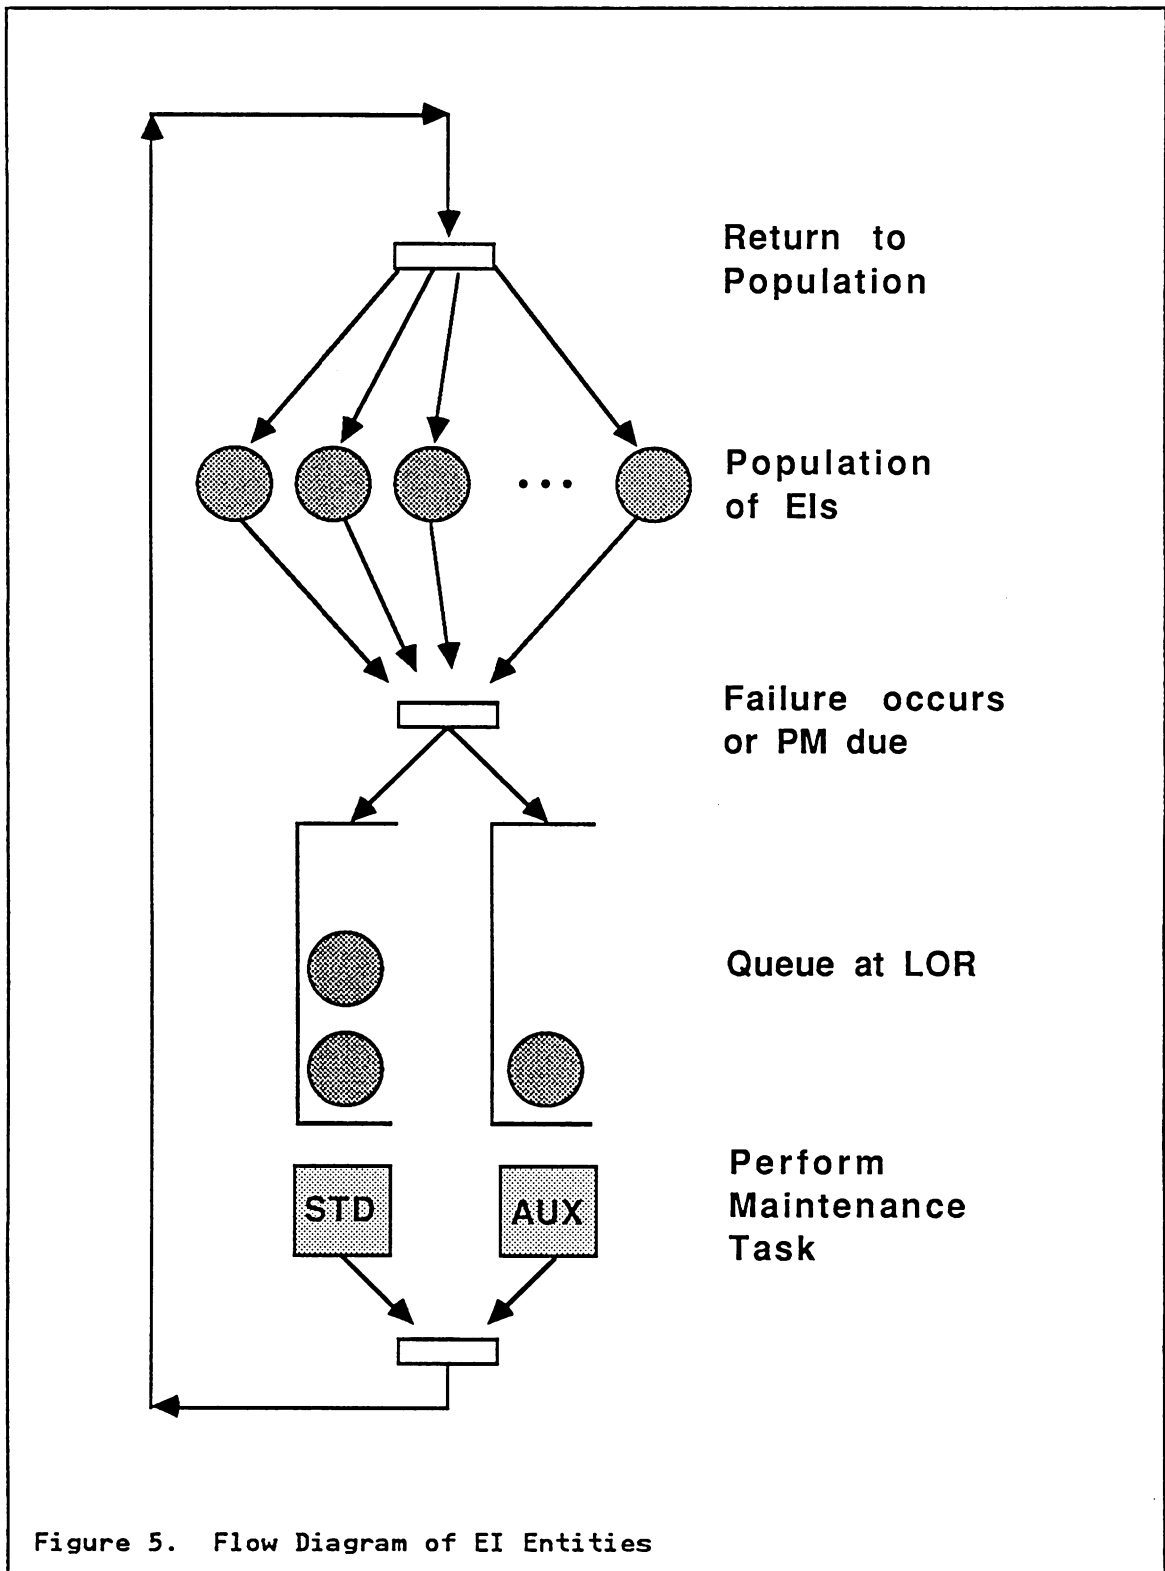 Return to
Population
Population
of EIs
...
Failure occurs
or PM due
Queue at LOR
Perform
Maintenance
Task
STD
AUX
Figure 5. Flow Diagram of EI Entities